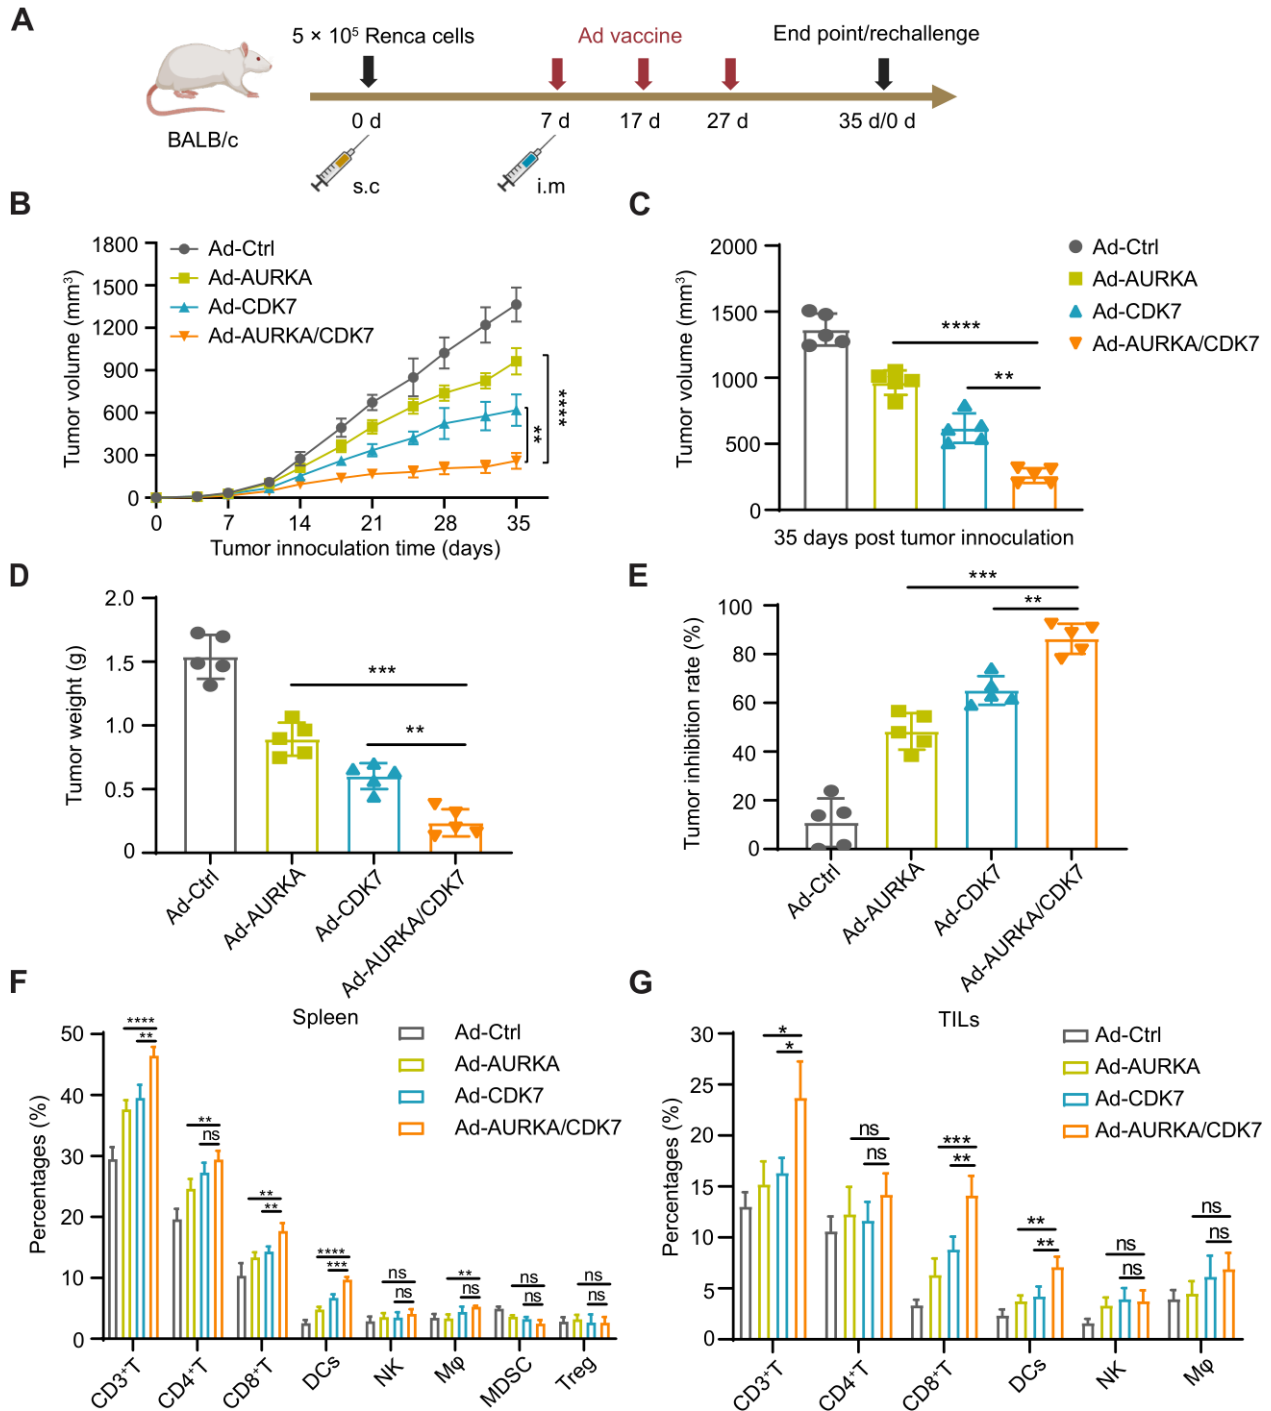 A
5 × 10⁵ Renca cells
Ad vaccine
End point/rechallenge
BALB/c
0 d
7 d
17 d
27 d
35 d/0 d
s.c
i.m
B
Tumor volume (mm³)
1800
1500
1200
900
600
300
0
Ad-Ctrl
Ad-AURKA
Ad-CDK7
Ad-AURKA/CDK7
**
****
0 7 14 21 28 35
Tumor innoculation time (days)
C
Tumor volume (mm³)
2000
1500
1000
500
0
****
**
Ad-Ctrl
Ad-AURKA
Ad-CDK7
Ad-AURKA/CDK7
35 days post tumor innoculation
D
Tumor weight (g)
2.0
1.5
1.0
0.5
0
***
**
Ad-Ctrl
Ad-AURKA
Ad-CDK7
Ad-AURKA/CDK7
E
Tumor inhibition rate (%)
100
80
60
40
20
0
***
**
Ad-Ctrl
Ad-AURKA
Ad-CDK7
Ad-AURKA/CDK7
F
Spleen
Percentages (%)
50
40
30
20
10
0
****
**
**
ns
**
**
****
***
ns
ns
**
ns
ns
ns
ns
ns
Ad-Ctrl
Ad-AURKA
Ad-CDK7
Ad-AURKA/CDK7
CD3⁺T
CD4⁺T
CD8⁺T
DCs
NK
Mφ
MDSC
Treg
G
TILs
Percentages (%)
30
25
20
15
10
5
0
*
*
ns
ns
***
**
**
**
ns
ns
ns
ns
Ad-Ctrl
Ad-AURKA
Ad-CDK7
Ad-AURKA/CDK7
CD3⁺T
CD4⁺T
CD8⁺T
DCs
NK
Mφ